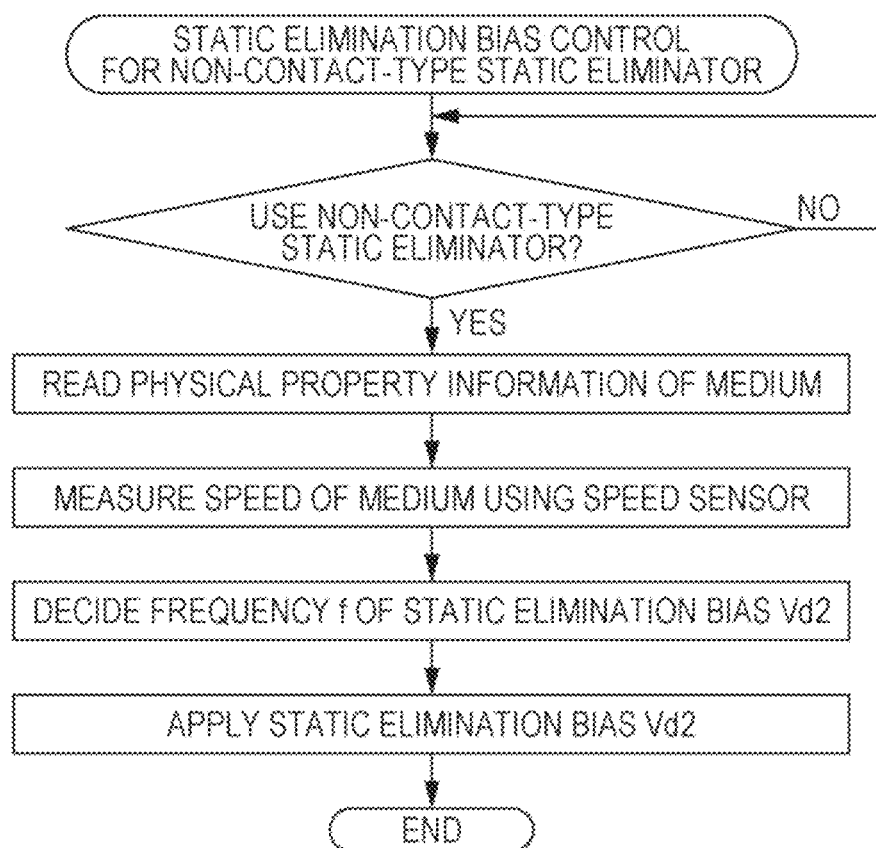 STATIC ELIMINATION BIAS CONTROL
FOR NON-CONTACT-TYPE STATIC ELIMINATOR
USE NON-CONTACT-TYPE
STATIC ELIMINATOR?
NO
YES
READ PHYSICAL PROPERTY INFORMATION OF MEDIUM
MEASURE SPEED OF MEDIUM USING SPEED SENSOR
DECIDE FREQUENCY f OF STATIC ELIMINATION BIAS Vd2
APPLY STATIC ELIMINATION BIAS Vd2
END